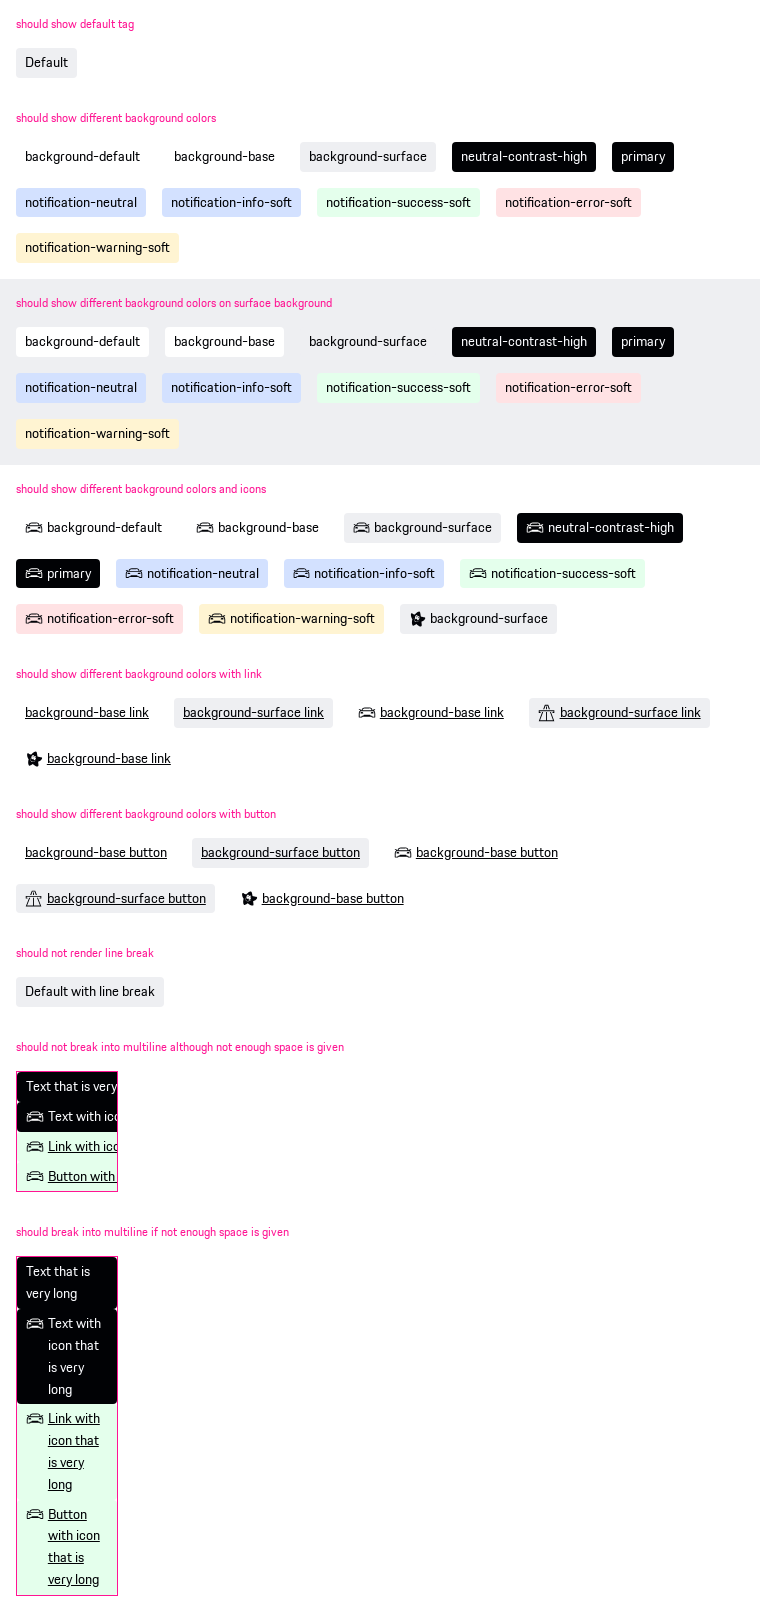 should show default tag
Default
should show different background colors
background-default background-base background-surface neutral-contrast-high primary
notification-neutral notification-info-soft notification-success-soft notification-error-soft
notification-warning-soft
should show different background colors on surface background
background-default background-base background-surface neutral-contrast-high primary
notification-neutral notification-info-soft notification-success-soft notification-error-soft
notification-warning-soft
should show different background colors and icons
background-default background-base background-surface neutral-contrast-high
primary notification-neutral notification-info-soft notification-success-soft
notification-error-soft notification-warning-soft background-surface
should show different background colors with link
background-base link background-surface link background-base link background-surface link
background-base link
should show different background colors with button
background-base button background-surface button background-base button
background-surface button background-base button
should not render line break
Default with line break
should not break into multiline although not enough space is given
Text that is very
Text with ico
Link with ico
Button with
should break into multiline if not enough space is given
Text that is
very long
Text with
icon that
is very
long
Link with
icon that
is very
long
Button
with icon
that is
very long